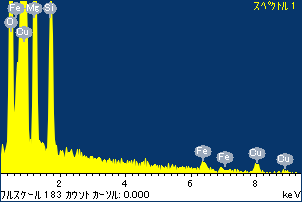 スペクトル 1
Fe Mg Si
O
Cu
Fe Fe Cu Cu
2 4 6 8
フルスケール 183 カウント カーソル: 0.000 keV